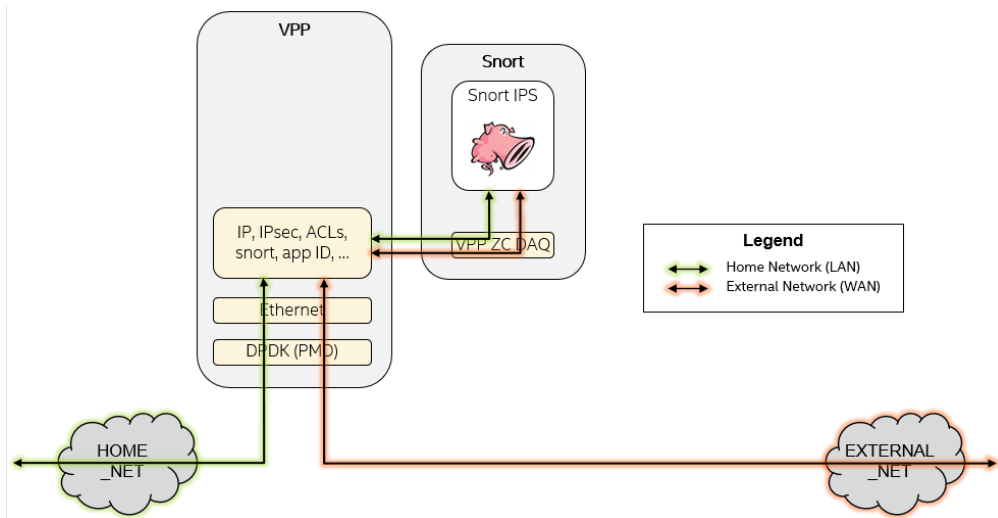 VPP
Snort
Snort IPS
IP, IPsec, ACLs,
snort, app ID, ...
VPP ZC DAQ
Ethernet
DPDK (PMD)
Legend
Home Network (LAN)
External Network (WAN)
HOME
_NET
EXTERNAL
_NET